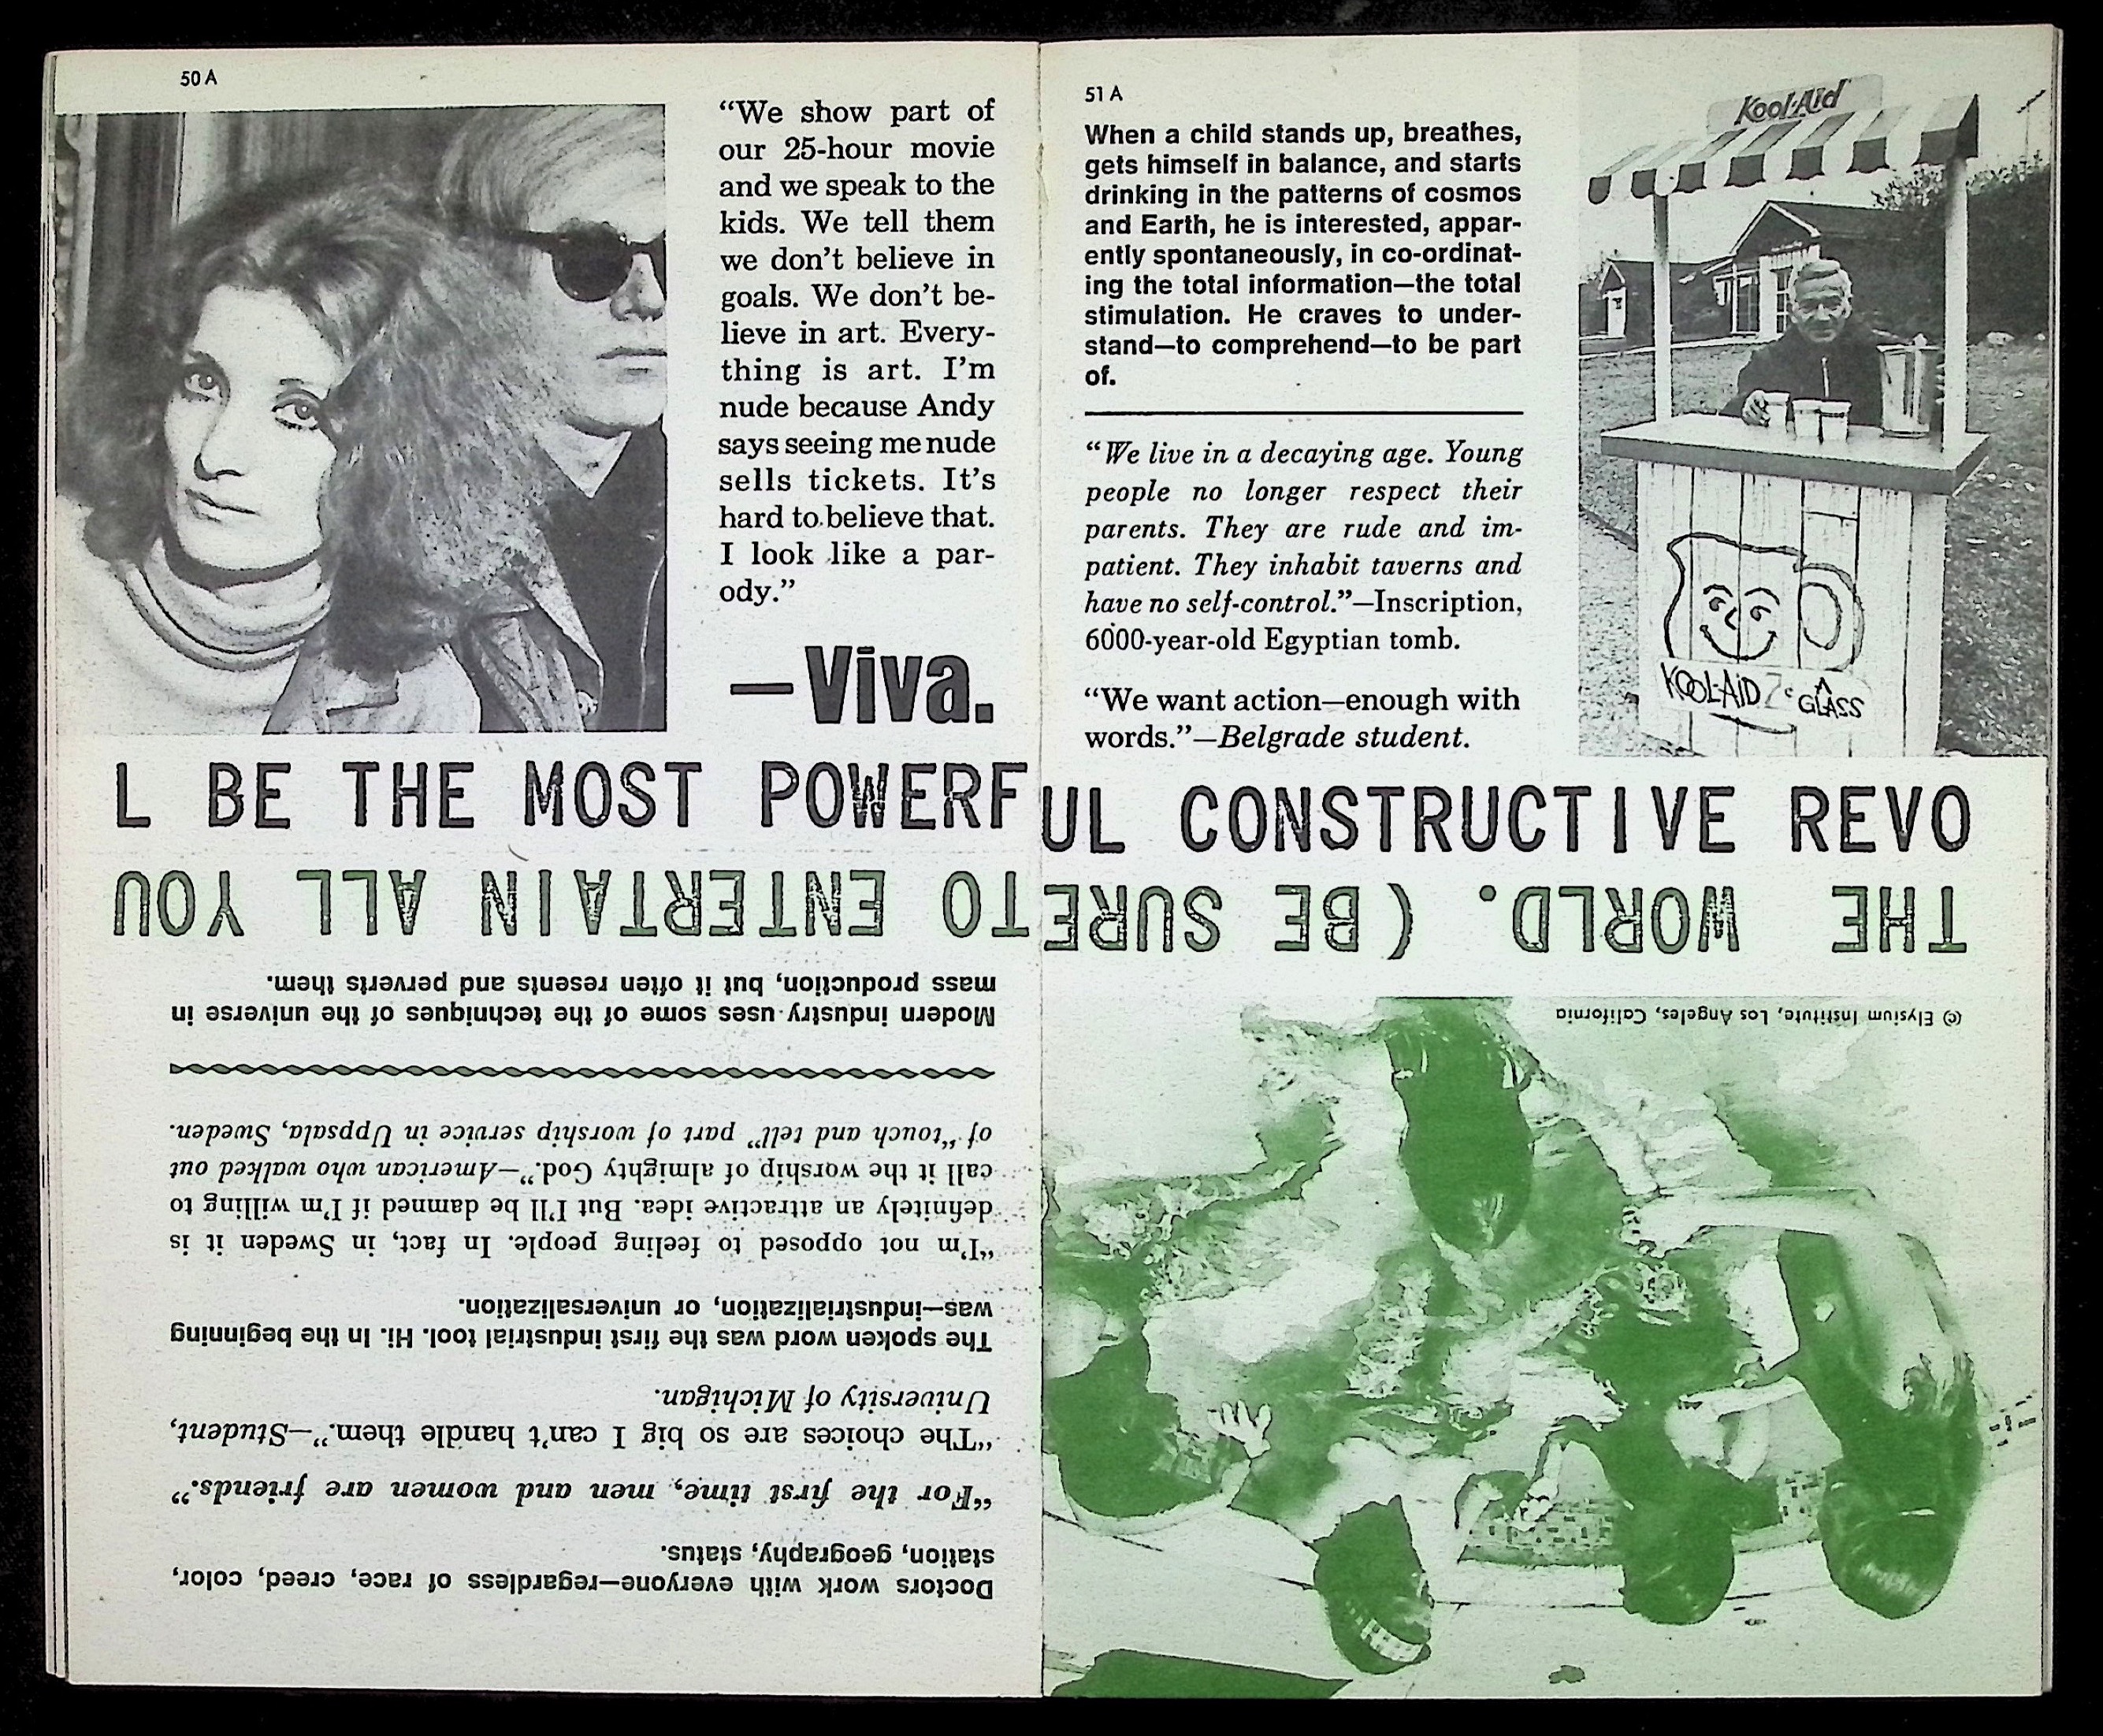 50 A
“We show part of
our 25-hour movie
and we speak to the
kids. We tell them
we don’t believe in
goals. We don’t be-
lieve in art. Every-
thing is art. I’m
nude because Andy
says seeing me nude
sells tickets. It’s
hard to believe that.
I look like a par-
ody.”
—Viva.
51 A
When a child stands up, breathes,
gets himself in balance, and starts
drinking in the patterns of cosmos
and Earth, he is interested, appar-
ently spontaneously, in co-ordinat-
ing the total information—the total
stimulation. He craves to under-
stand—to comprehend—to be part
of.
“We live in a decaying age. Young
people no longer respect their
parents. They are rude and im-
patient. They inhabit taverns and
have no self-control.”—Inscription,
6000-year-old Egyptian tomb.
“We want action—enough with
words.”—Belgrade student.
Kool-Aid
KOOL-AID 2¢ A
GLASS
L BE THE MOST POWERFUL CONSTRUCTIVE REVO
THE WORLD. (BE SURE TO ENTERTAIN ALL YOU
Doctors work with everyone—regardless of race, creed, color,
station, geography, status.
“For the first time, men and women are friends.”
“The choices are so big I can’t handle them.”—Student,
University of Michigan.
The spoken word was the first industrial tool. Hi. In the beginning
was—industrialization, or universalization.
“I’m not opposed to feeling people. In fact, in Sweden it is
definitely an attractive idea. But I’ll be damned if I’m willing to
call it the worship of almighty God.”—American who walked out
of “touch and tell” part of worship service in Uppsala, Sweden.
Modern industry uses some of the techniques of the universe in
mass production, but it often resents and perverts them.
© Elysium Institute, Los Angeles, California